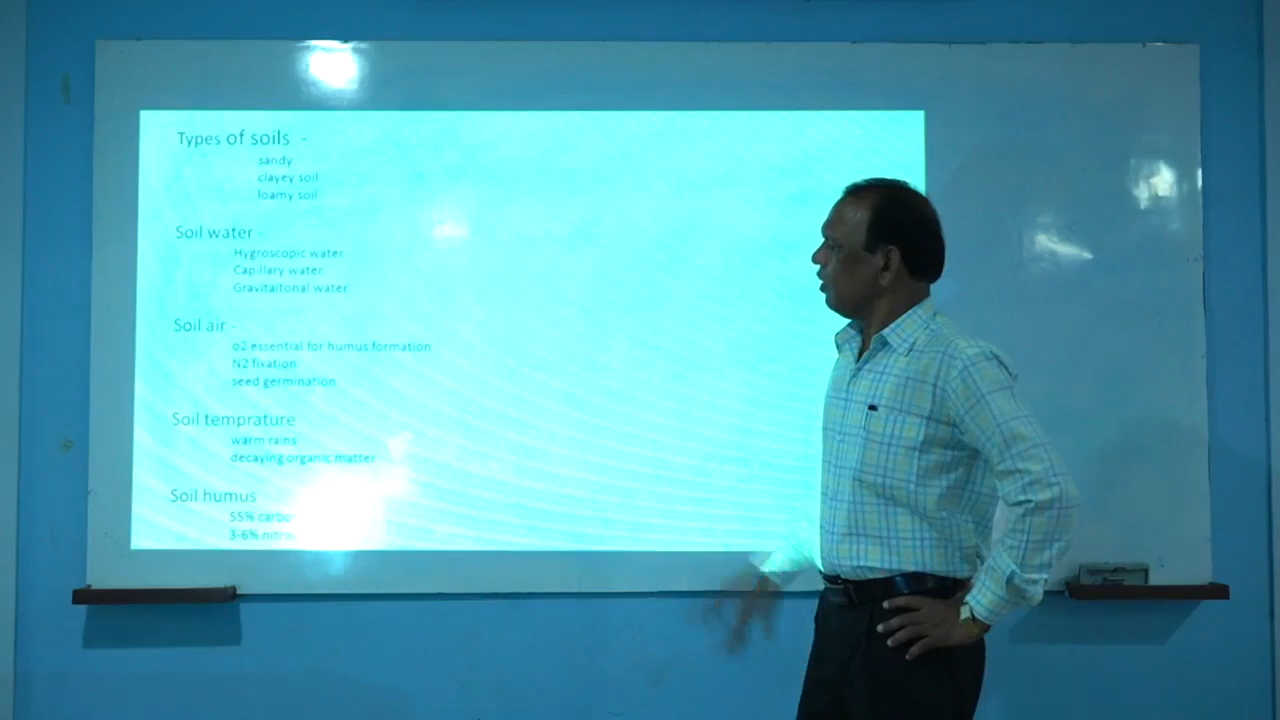 Types of soils -
sandy
clayey soil
loamy soil
Soil water -
Hygroscopic water
Capillary water
Gravitaitonal water
Soil air -
o2 essential for humus formation
N2 fixation
seed germination
Soil temprature
warm rains
decaying organic matter
Soil humus
55%
3-6%